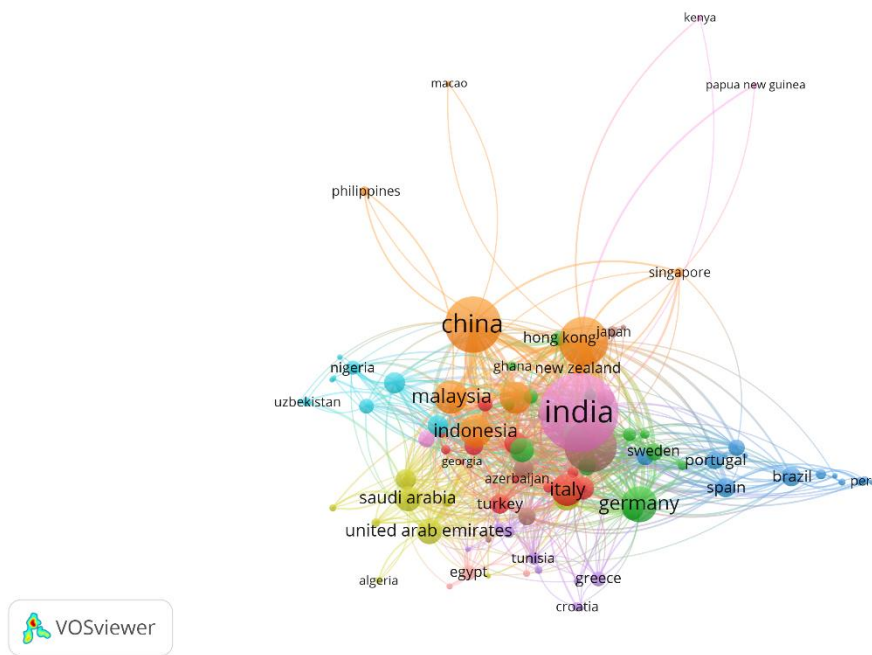 kenya
macao
papua new guinea
philippines
singapore
china
hong kong
japan
ghana
new zealand
nigeria
malaysia
uzbekistan
india
indonesia
sweden
georgia
portugal
azerbaijan
brazil
italy
spain
saudi arabia
turkey
germany
united arab emirates
tunisia
egypt
algeria
greece
croatia
VOSviewer